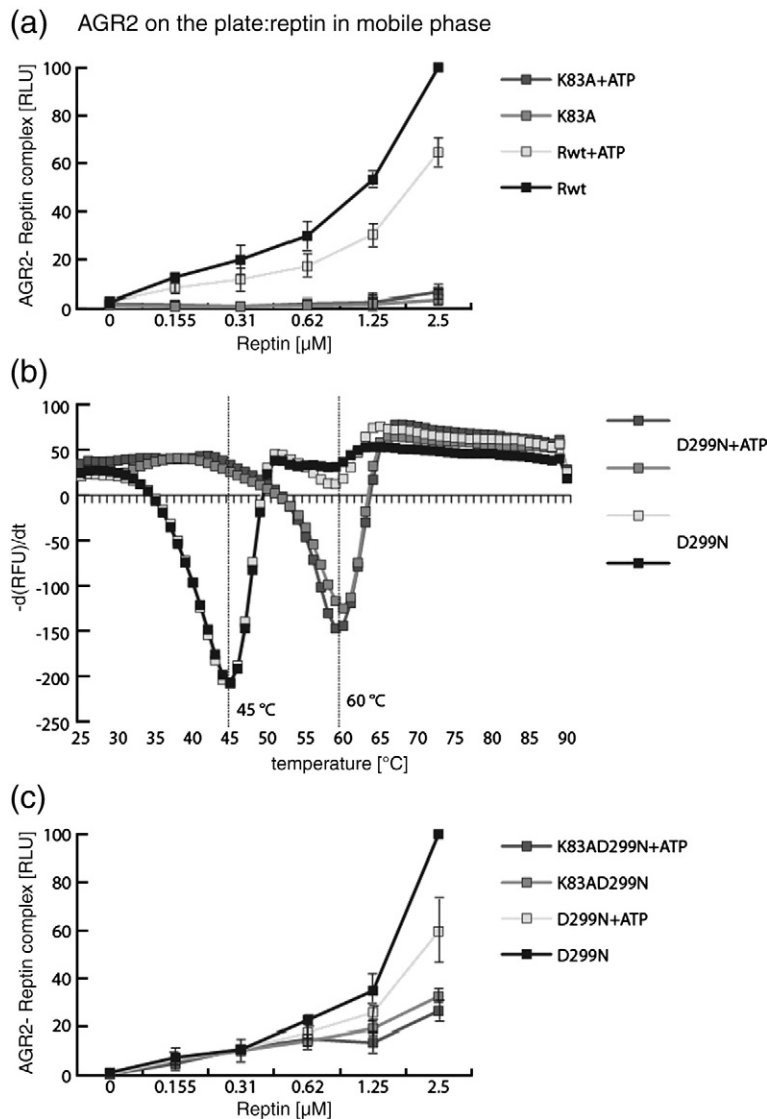 (a) AGR2 on the plate:reptin in mobile phase
AGR2- Reptin complex [RLU]
100
80
60
40
20
0
0 0.155 0.31 0.62 1.25 2.5
Reptin [µM]
K83A+ATP
K83A
Rwt+ATP
Rwt
(b)
-d(RFU)/dt
100
50
0
-50
-100
-150
-200
-250
45 °C
60 °C
25 30 35 40 45 50 55 60 65 70 75 80 85 90
temperature [°C]
D299N+ATP
D299N
(c)
AGR2- Reptin complex [RLU]
100
80
60
40
20
0
0 0.155 0.31 0.62 1.25 2.5
Reptin [µM]
K83AD299N+ATP
K83AD299N
D299N+ATP
D299N